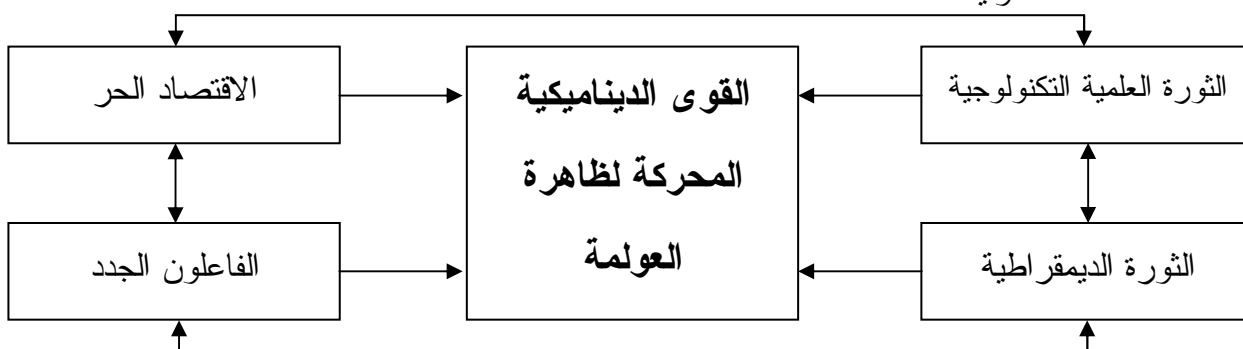 الثورة العلمية التكنولوجية
الثورة الديمقراطية
القوى الديناميكية
المحركة لظاهرة
العولمة
الاقتصاد الحر
الفاعلون الجدد